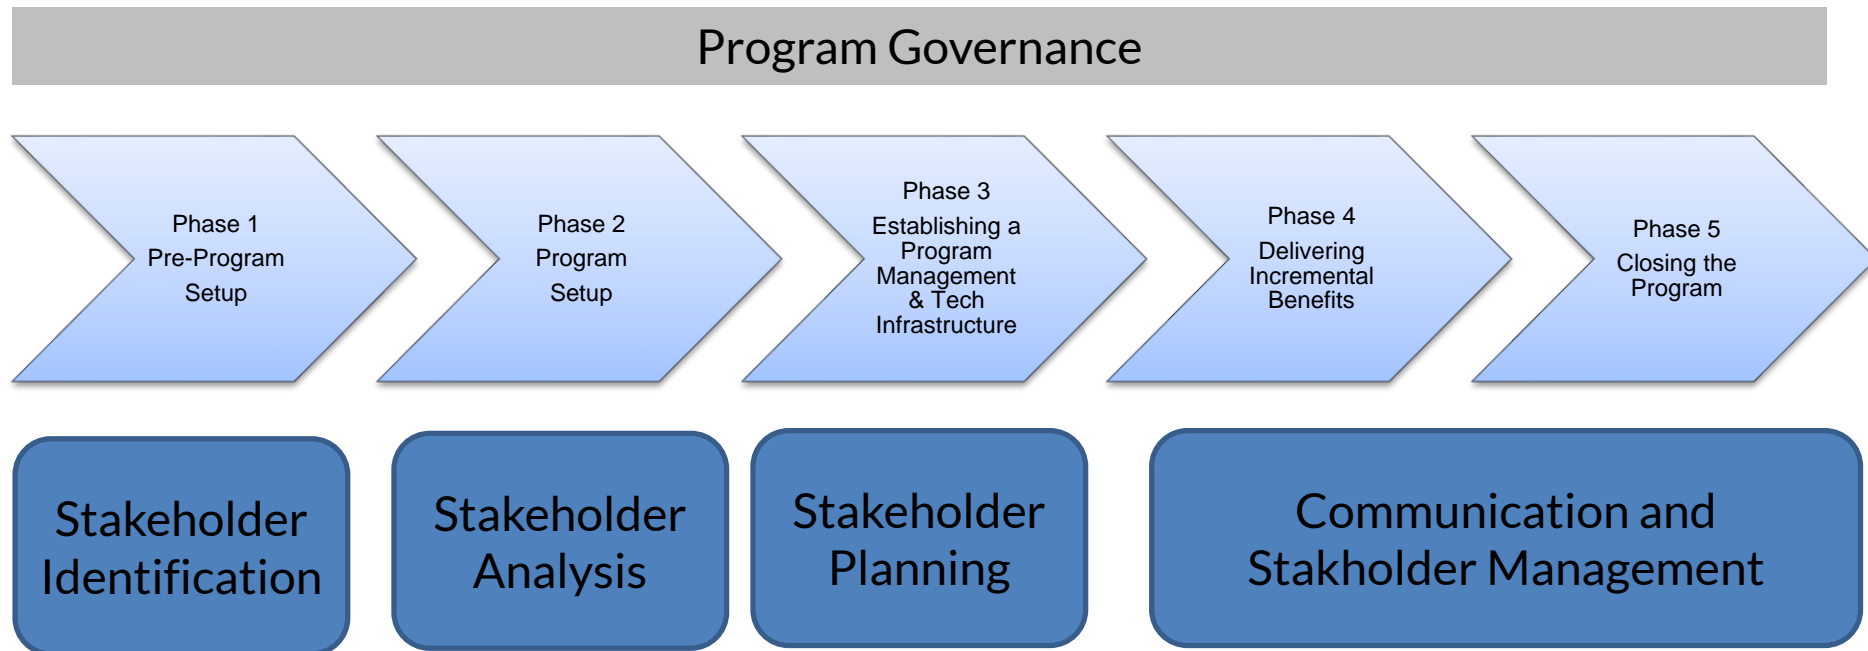 Program Governance
Phase 1
Pre-Program
Setup
Phase 2
Program
Setup
Phase 3
Establishing a
Program
Management
& Tech
Infrastructure
Phase 4
Delivering
Incremental
Benefits
Phase 5
Closing the
Program
Stakeholder
Identification
Stakeholder
Analysis
Stakeholder
Planning
Communication and
Stakholder Management